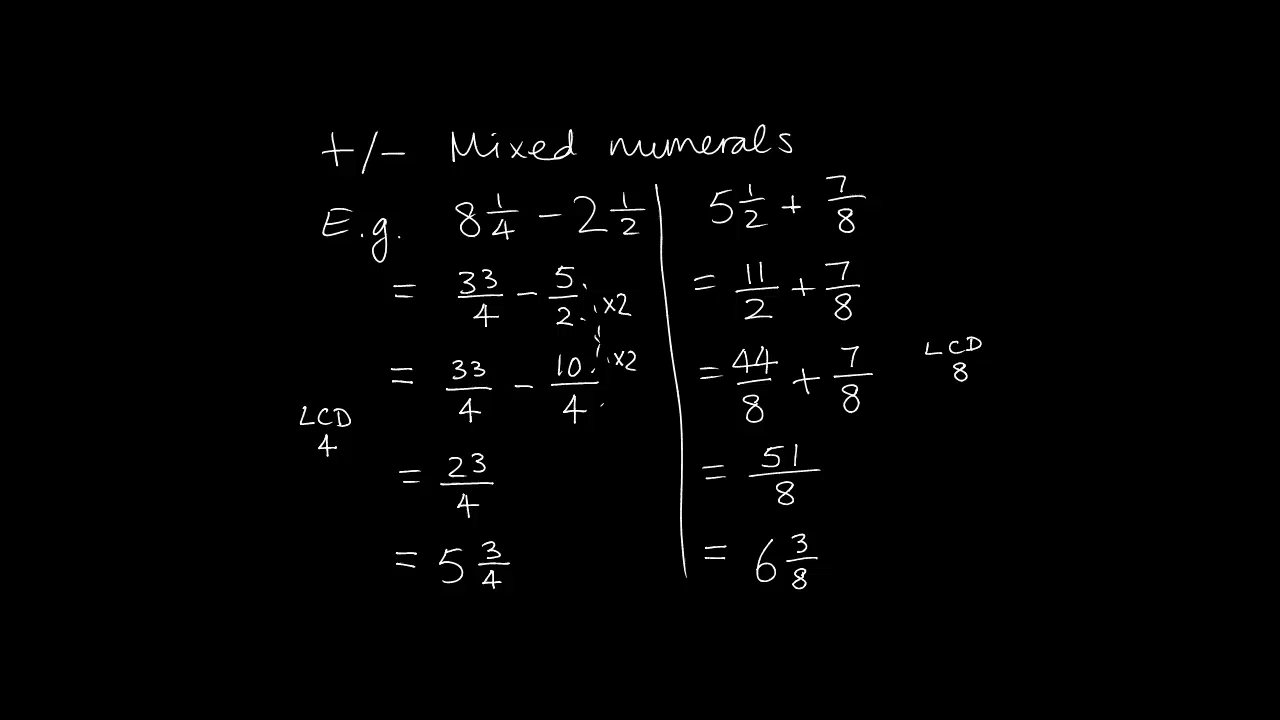 +/- Mixed numerals
E.g. 8 1/4 - 2 1/2
= 33/4 - 5/2 ×2
= 33/4 - 10/4 ×2
LCD
4
= 23/4
= 5 3/4
5 1/2 + 7/8
= 11/2 + 7/8
= 44/8 + 7/8
LCD
8
= 51/8
= 6 3/8